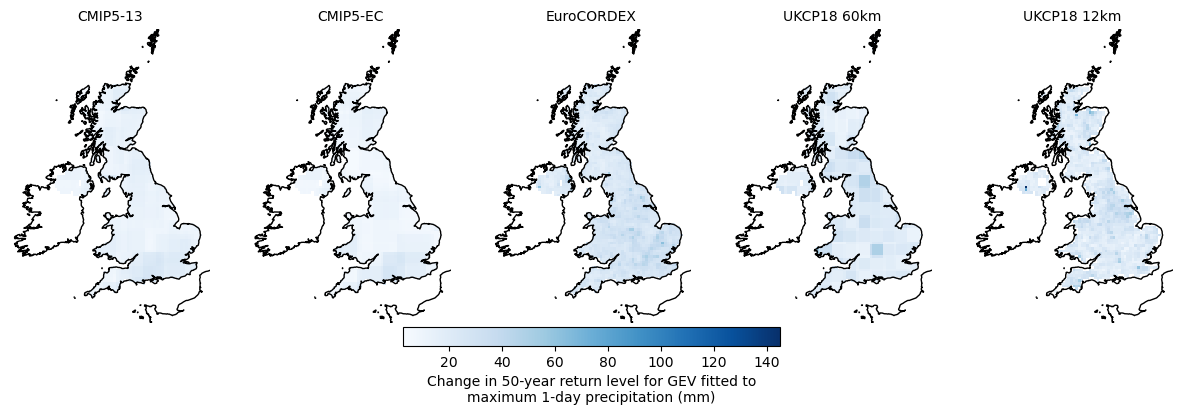 CMIP5-13
CMIP5-EC
EuroCORDEX
UKCP18 60km
UKCP18 12km
20 40 60 80 100 120 140
Change in 50-year return level for GEV fitted to
maximum 1-day precipitation (mm)